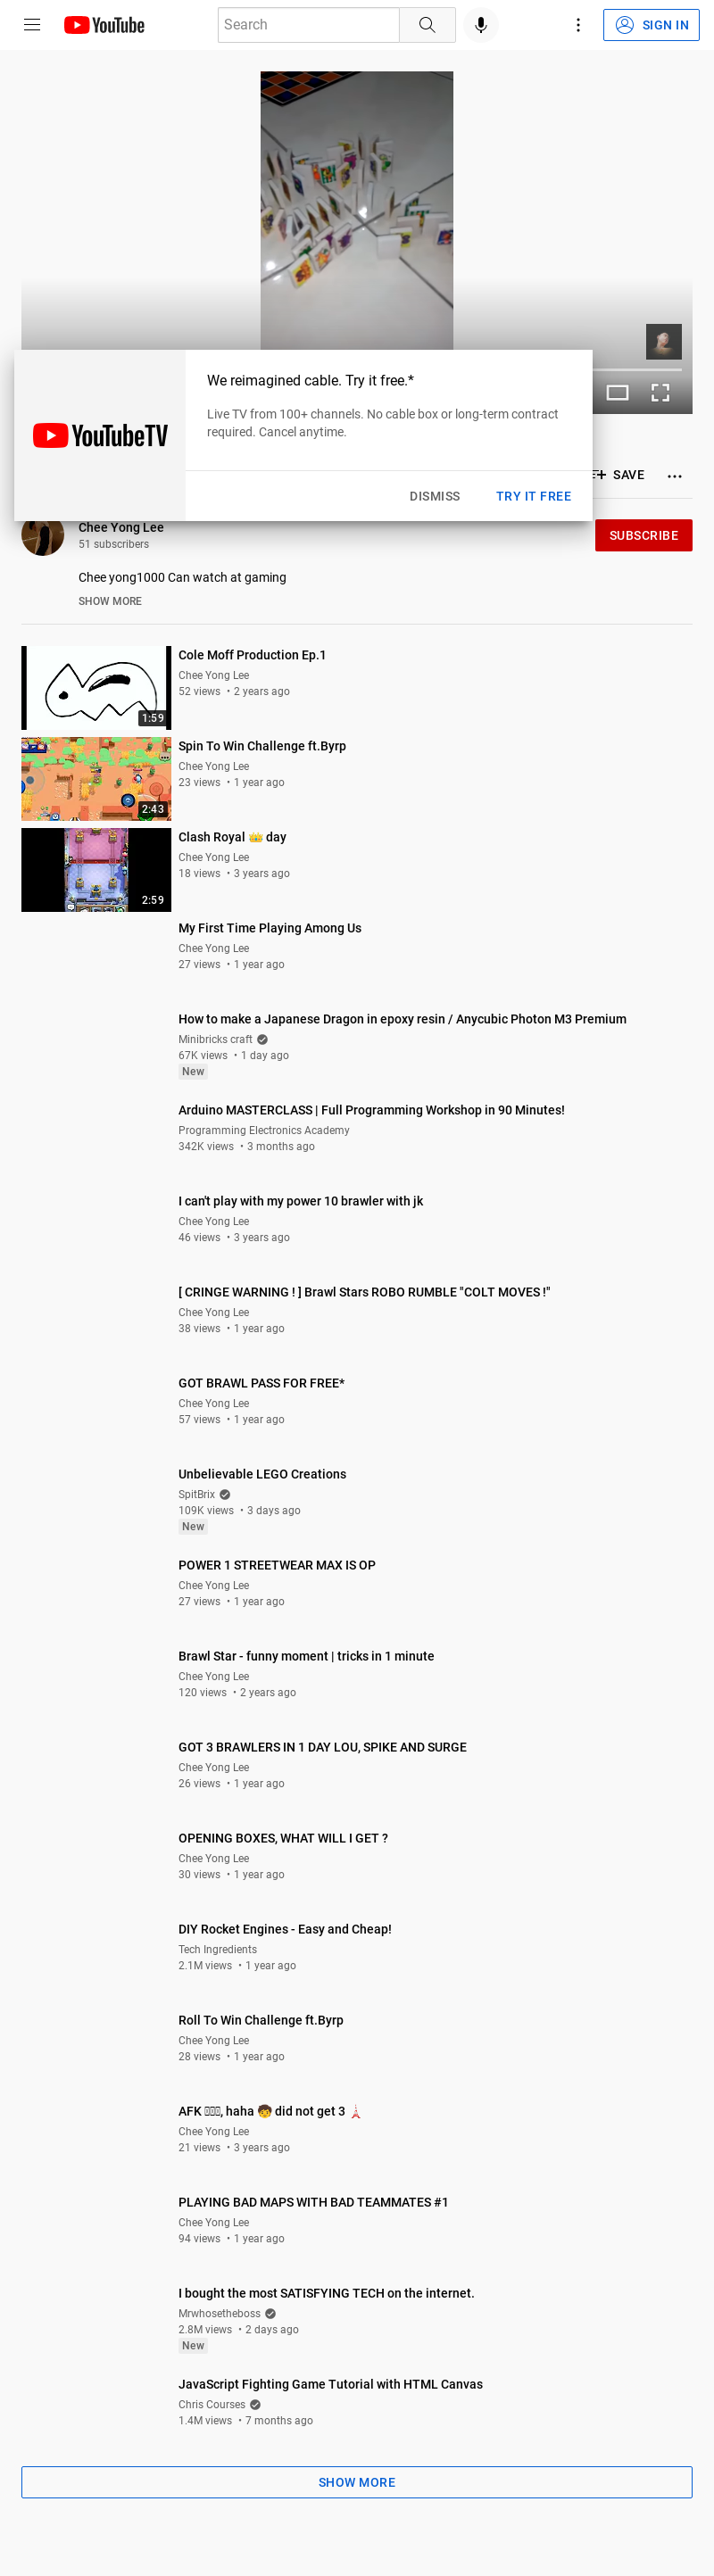 YouTube
Search
SIGN IN
We reimagined cable. Try it free.*
Live TV from 100+ channels. No cable box or long-term contract
required. Cancel anytime.
YouTubeTV
DISMISS
TRY IT FREE
SAVE
Chee Yong Lee
51 subscribers
SUBSCRIBE
Chee yong1000 Can watch at gaming
SHOW MORE
Cole Moff Production Ep.1
Chee Yong Lee
52 views • 2 years ago
1:59
Spin To Win Challenge ft.Byrp
Chee Yong Lee
23 views • 1 year ago
2:43
Clash Royal 👑 day
Chee Yong Lee
18 views • 3 years ago
2:59
My First Time Playing Among Us
Chee Yong Lee
27 views • 1 year ago
How to make a Japanese Dragon in epoxy resin / Anycubic Photon M3 Premium
Minibricks craft
67K views • 1 day ago
New
Arduino MASTERCLASS | Full Programming Workshop in 90 Minutes!
Programming Electronics Academy
342K views • 3 months ago
I can't play with my power 10 brawler with jk
Chee Yong Lee
46 views • 3 years ago
[ CRINGE WARNING ! ] Brawl Stars ROBO RUMBLE "COLT MOVES !"
Chee Yong Lee
38 views • 1 year ago
GOT BRAWL PASS FOR FREE*
Chee Yong Lee
57 views • 1 year ago
Unbelievable LEGO Creations
SpitBrix
109K views • 3 days ago
New
POWER 1 STREETWEAR MAX IS OP
Chee Yong Lee
27 views • 1 year ago
Brawl Star - funny moment | tricks in 1 minute
Chee Yong Lee
120 views • 2 years ago
GOT 3 BRAWLERS IN 1 DAY LOU, SPIKE AND SURGE
Chee Yong Lee
26 views • 1 year ago
OPENING BOXES, WHAT WILL I GET ?
Chee Yong Lee
30 views • 1 year ago
DIY Rocket Engines - Easy and Cheap!
Tech Ingredients
2.1M views • 1 year ago
Roll To Win Challenge ft.Byrp
Chee Yong Lee
28 views • 1 year ago
AFK , haha 🧒 did not get 3 🗼
Chee Yong Lee
21 views • 3 years ago
PLAYING BAD MAPS WITH BAD TEAMMATES #1
Chee Yong Lee
94 views • 1 year ago
I bought the most SATISFYING TECH on the internet.
Mrwhosetheboss
2.8M views • 2 days ago
New
JavaScript Fighting Game Tutorial with HTML Canvas
Chris Courses
1.4M views • 7 months ago
SHOW MORE